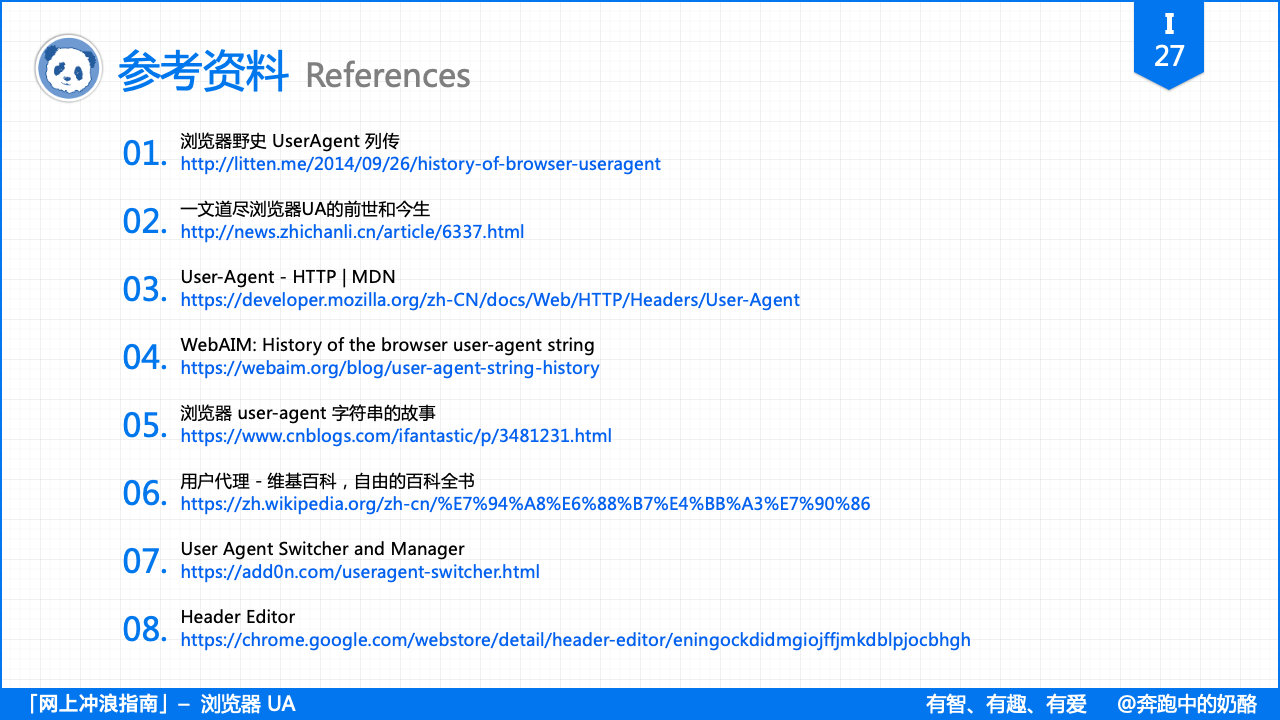 I
27
参考资料 References
01.
浏览器野史 UserAgent 列传
http://litten.me/2014/09/26/history-of-browser-useragent
02.
一文道尽浏览器UA的前世和今生
http://news.zhichanli.cn/article/6337.html
03.
User-Agent - HTTP | MDN
https://developer.mozilla.org/zh-CN/docs/Web/HTTP/Headers/User-Agent
04.
WebAIM: History of the browser user-agent string
https://webaim.org/blog/user-agent-string-history
05.
浏览器 user-agent 字符串的故事
https://www.cnblogs.com/ifantastic/p/3481231.html
06.
用户代理 - 维基百科，自由的百科全书
https://zh.wikipedia.org/zh-cn/%E7%94%A8%E6%88%B7%E4%BB%A3%E7%90%86
07.
User Agent Switcher and Manager
https://add0n.com/useragent-switcher.html
08.
Header Editor
https://chrome.google.com/webstore/detail/header-editor/eningockdidmgiojffjmkdblpjocbhgh
「网上冲浪指南」– 浏览器 UA
有智、有趣、有爱 @奔跑中的奶酪